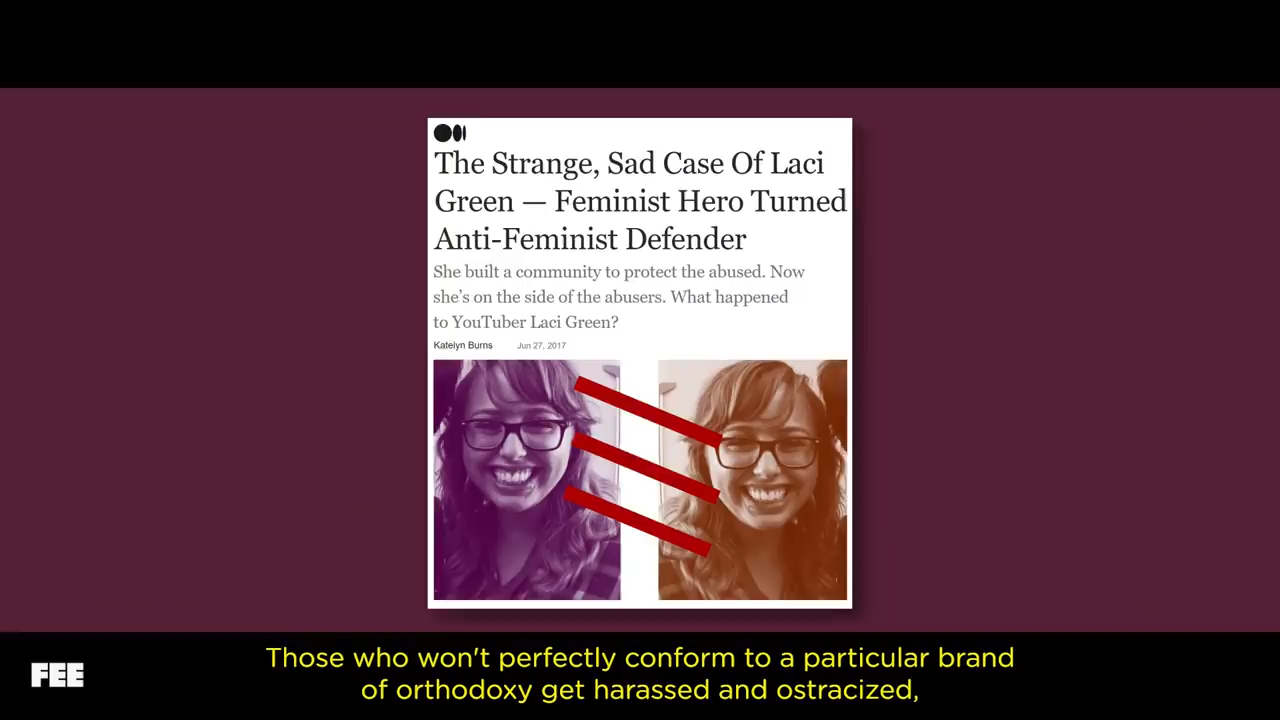 The Strange, Sad Case Of Laci
Green — Feminist Hero Turned
Anti-Feminist Defender
She built a community to protect the abused. Now
she's on the side of the abusers. What happened
to YouTuber Laci Green?
Katelyn Burns Jun 27, 2017
Those who won't perfectly conform to a particular brand
of orthodoxy get harassed and ostracized,
FEE